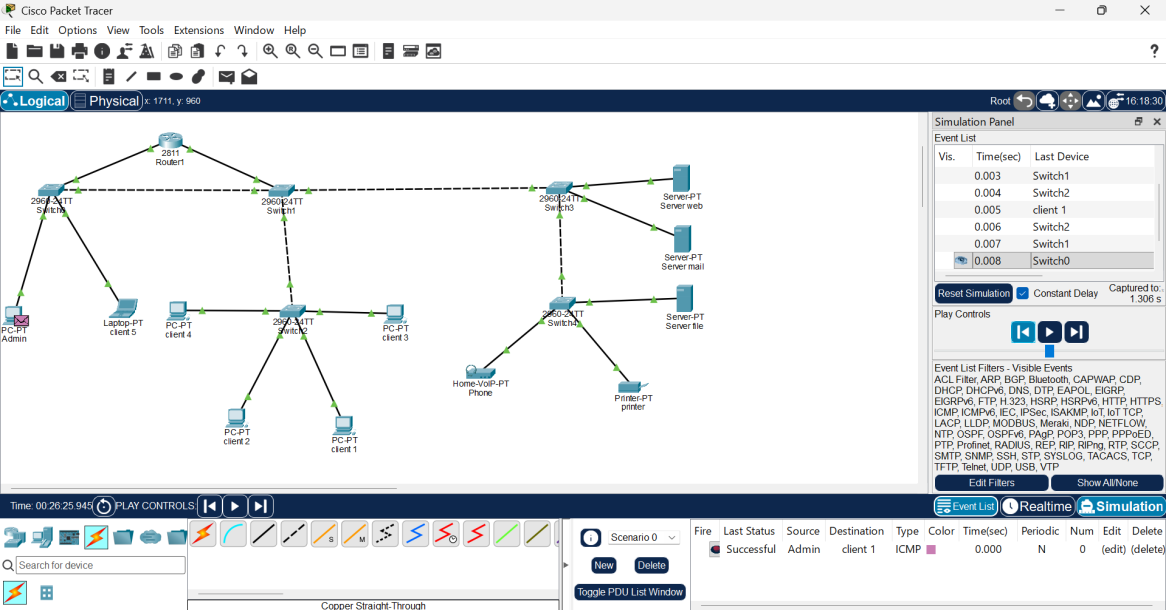 Cisco Packet Tracer
File Edit Options View Tools Extensions Window Help
?
Logical Physical x: 1711, y: 960 Root 16:18:30
Simulation Panel
Event List
Vis. Time(sec) Last Device
0.003 Switch1
0.004 Switch2
0.005 client 1
0.006 Switch2
0.007 Switch1
0.008 Switch0
Reset Simulation Constant Delay Captured to:
1.306 s
Play Controls
Event List Filters - Visible Events
ACL Filter, ARP, BGP, Bluetooth, CAPWAP, CDP,
DHCP, DHCPv6, DNS, DTP, EAPOL, EIGRP,
EIGRPv6, FTP, H.323, HSRP, HSRPv6, HTTP, HTTPS,
ICMP, ICMPv6, IEC, IPSec, ISAKMP, IoT, IoT TCP,
LACP, LLDP, MODBUS, Meraki, NDP, NETFLOW,
NTP, OSPF, OSPFv6, PAgP, POP3, PPP, PPPoED,
PTP, Profinet, RADIUS, REP, RIP, RIPng, RTP, SCCP,
SMTP, SNMP, SSH, STP, SYSLOG, TACACS, TCP,
TFTP, Telnet, UDP, USB, VTP
Edit Filters Show All/None
2811
Router1
2960-24TT
Switch0
2960-24TT
Switch1
2960-24TT
Switch3
Server-PT
Server web
Server-PT
Server mail
Server-PT
Server file
PC-PT
Admin
Laptop-PT
client 5
PC-PT
client 4
2960-24TT
Switch2
PC-PT
client 3
2960-24TT
Switch4
Home-VoIP-PT
Phone
Printer-PT
printer
PC-PT
client 2
PC-PT
client 1
Time: 00:26:25.945 PLAY CONTROLS: Event List Realtime Simulation
S M
Search for device
Copper Straight-Through
Scenario 0
New Delete
Toggle PDU List Window
Fire Last Status Source Destination Type Color Time(sec) Periodic Num Edit Delete
Successful Admin client 1 ICMP 0.000 N 0 (edit) (delete)